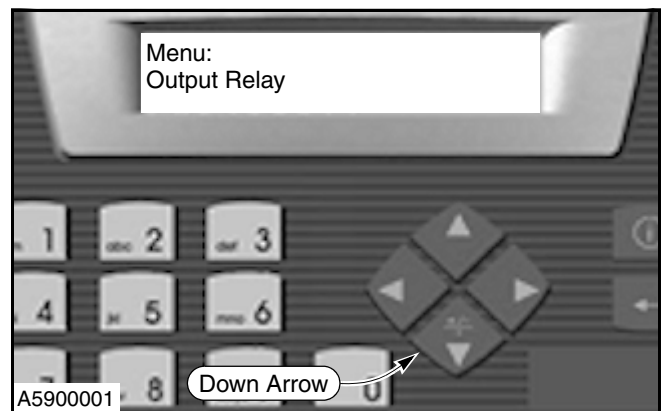 Menu:
Output Relay
1
abc 2
def 3
4
jkl 5
mno 6
8
0
Down Arrow
A5900001